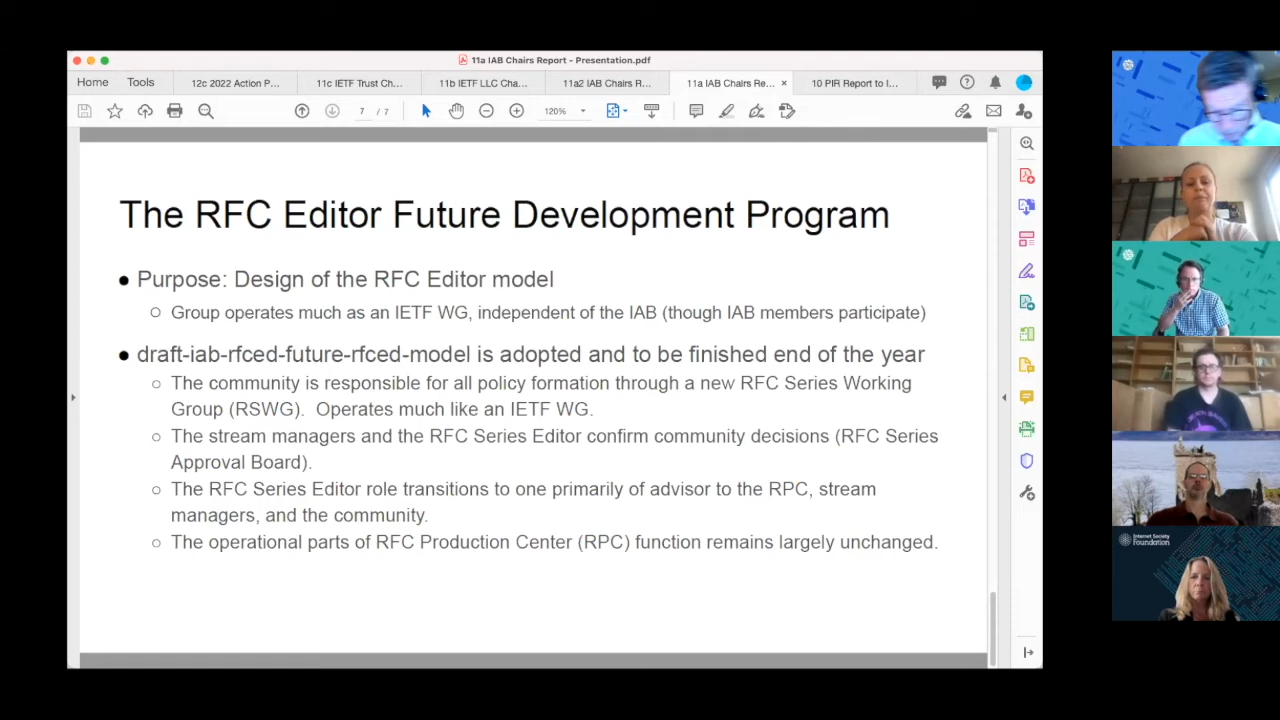 11a IAB Chairs Report - Presentation.pdf
Home
Tools
12c 2022 Action P...
11c IETF Trust Ch...
11b IETF LLC Cha...
11a2 IAB Chairs R...
11a IAB Chairs Re...
×
10 PIR Report to I...
7 / 7
120%
The RFC Editor Future Development Program
● Purpose: Design of the RFC Editor model
○ Group operates much as an IETF WG, independent of the IAB (though IAB members participate)
● draft-iab-rfced-future-rfced-model is adopted and to be finished end of the year
○ The community is responsible for all policy formation through a new RFC Series Working
Group (RSWG).  Operates much like an IETF WG.
○ The stream managers and the RFC Series Editor confirm community decisions (RFC Series
Approval Board).
○ The RFC Series Editor role transitions to one primarily of advisor to the RPC, stream
managers, and the community.
○ The operational parts of RFC Production Center (RPC) function remains largely unchanged.
Internet Society
Foundation